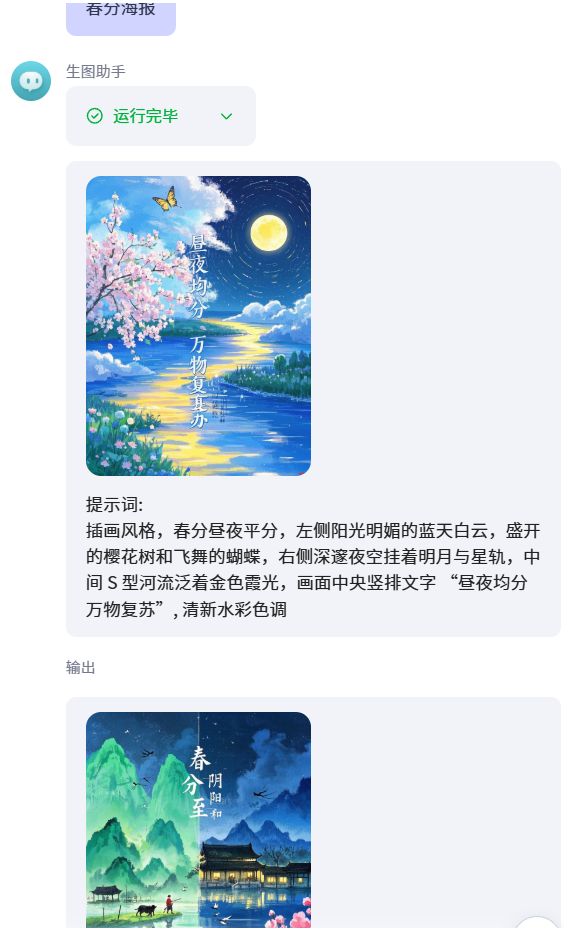 春分海报
生图助手
运行完毕
昼夜均分
万物复
提示词:
插画风格，春分昼夜平分，左侧阳光明媚的蓝天白云，盛开
的樱花树和飞舞的蝴蝶，右侧深邃夜空挂着明月与星轨，中
间 S 型河流泛着金色霞光，画面中央竖排文字 “昼夜均分
万物复苏”, 清新水彩色调
输出
春分至
阴阳和